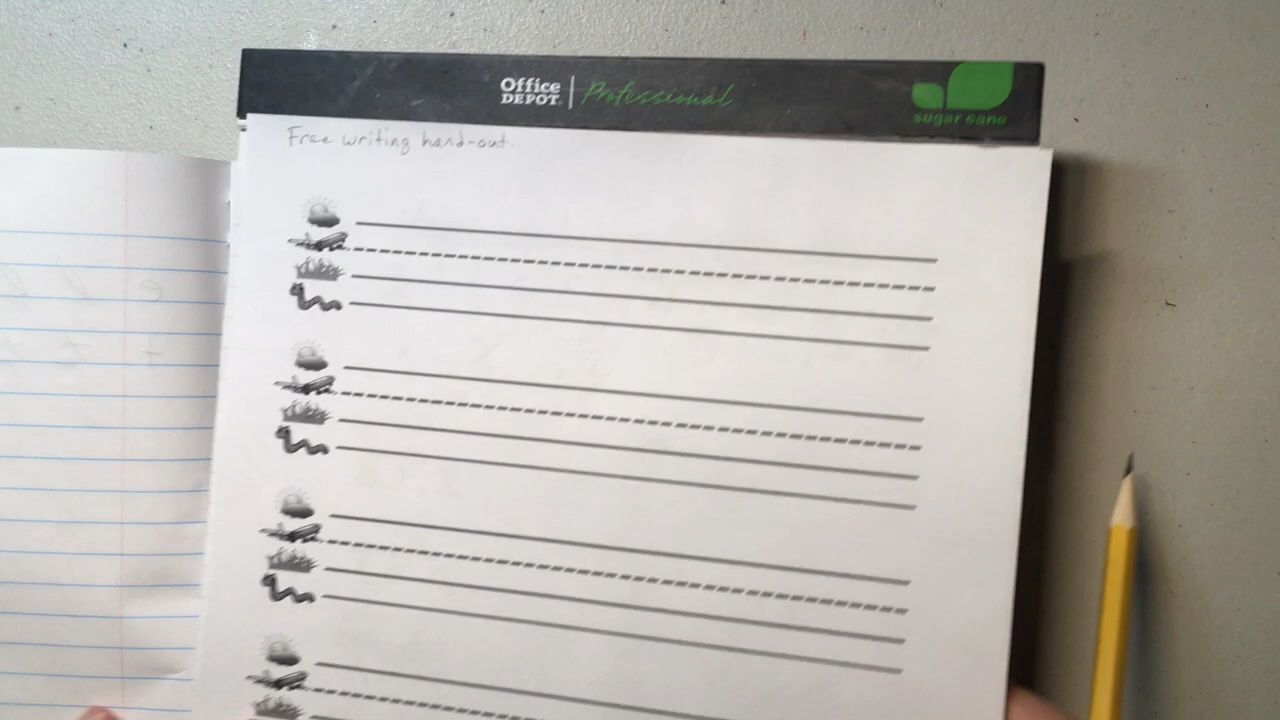 Office DEPOT Professional
sugar cane
Free writing hand-out.